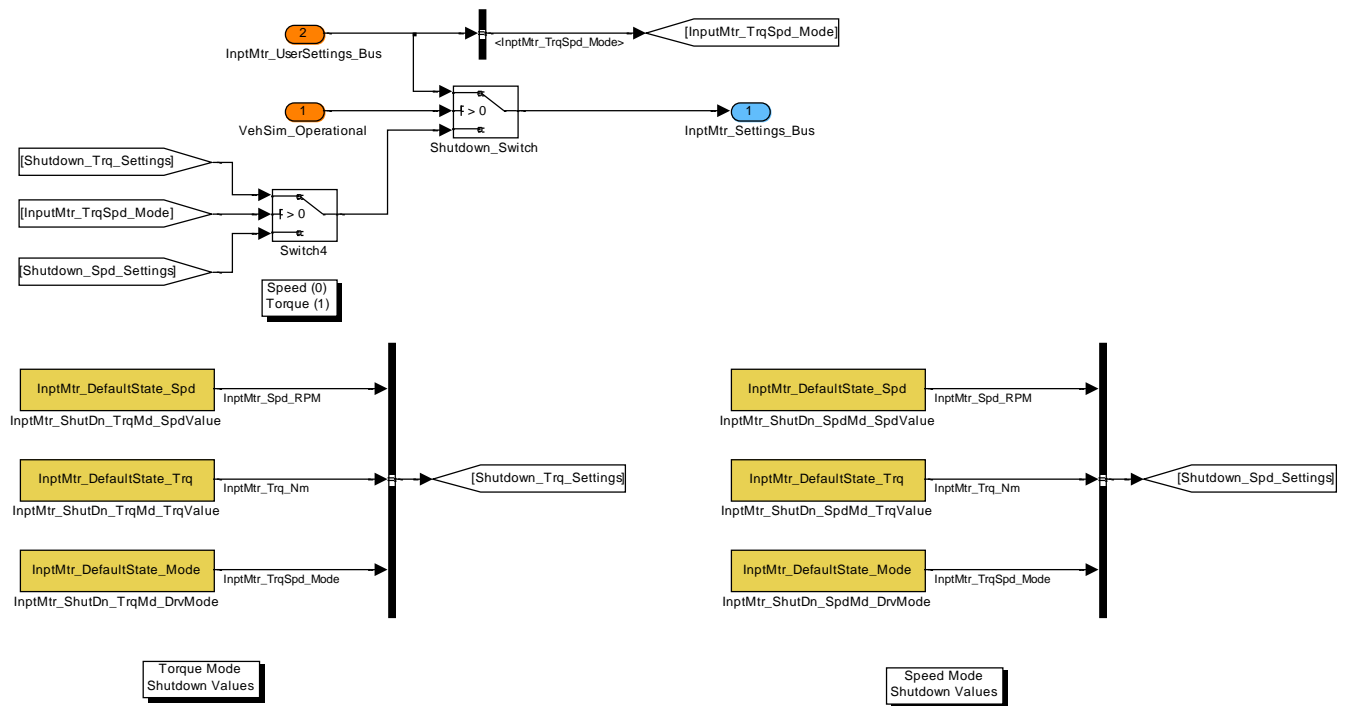 2
InptMtr_UserSettings_Bus
<InptMtr_TrqSpd_Mode>
[InputMtr_TrqSpd_Mode]
1
VehSim_Operational
> 0
Shutdown_Switch
1
InptMtr_Settings_Bus
[Shutdown_Trq_Settings]
[InputMtr_TrqSpd_Mode]
[Shutdown_Spd_Settings]
> 0
Switch4
Speed (0)
Torque (1)
InptMtr_DefaultState_Spd
InptMtr_Spd_RPM
InptMtr_ShutDn_TrqMd_SpdValue
InptMtr_DefaultState_Trq
InptMtr_Trq_Nm
InptMtr_ShutDn_TrqMd_TrqValue
InptMtr_DefaultState_Mode
InptMtr_TrqSpd_Mode
InptMtr_ShutDn_TrqMd_DrvMode
[Shutdown_Trq_Settings]
Torque Mode
Shutdown Values
InptMtr_DefaultState_Spd
InptMtr_Spd_RPM
InptMtr_ShutDn_SpdMd_SpdValue
InptMtr_DefaultState_Trq
InptMtr_Trq_Nm
InptMtr_ShutDn_SpdMd_TrqValue
InptMtr_DefaultState_Mode
InptMtr_TrqSpd_Mode
InptMtr_ShutDn_SpdMd_DrvMode
[Shutdown_Spd_Settings]
Speed Mode
Shutdown Values